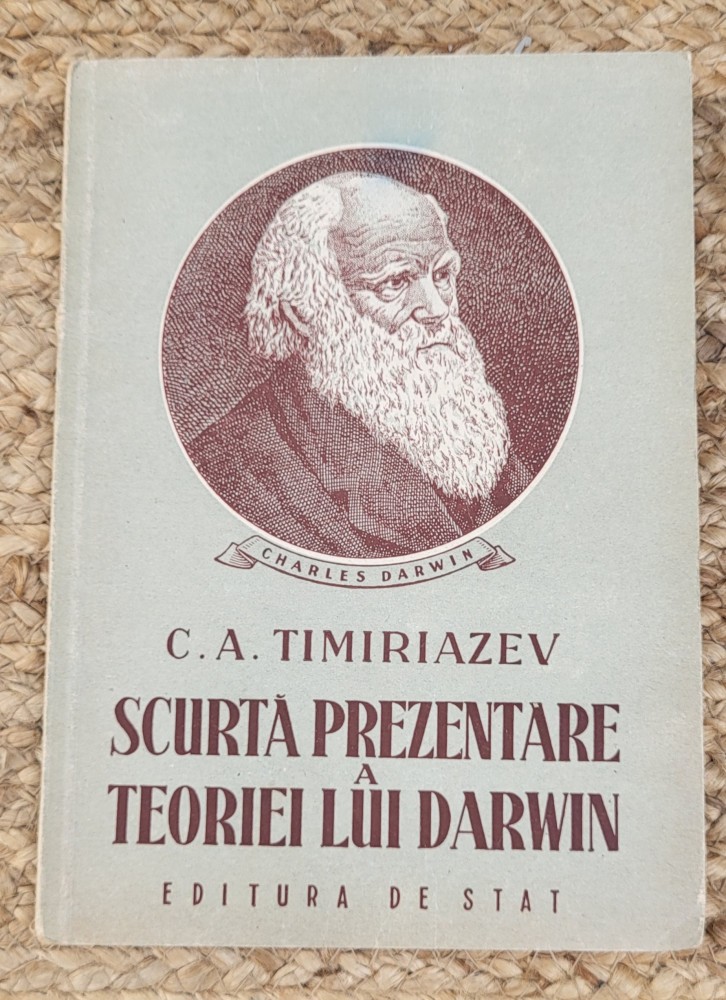 CHARLES DARWIN
C. A. TIMIRIAZEV
SCURTĂ PREZENTARE
A
TEORIEI LUI DARWIN
EDITURA DE STAT